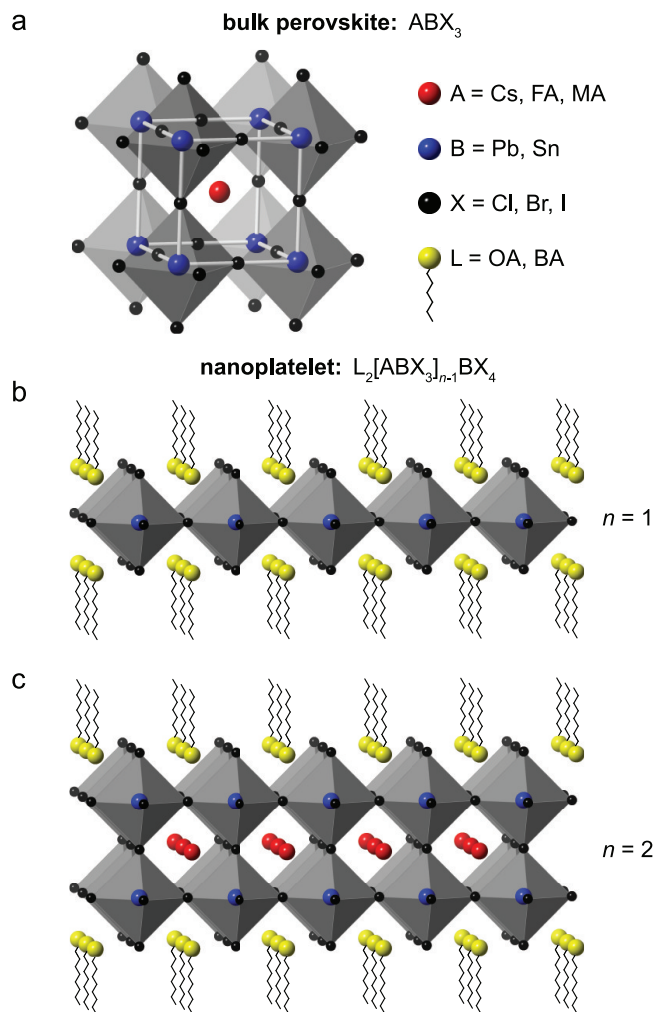 a
bulk perovskite: ABX₃
A = Cs, FA, MA
B = Pb, Sn
X = Cl, Br, I
L = OA, BA
nanoplatelet: L₂[ABX₃]ₙ₋₁BX₄
b
n = 1
c
n = 2